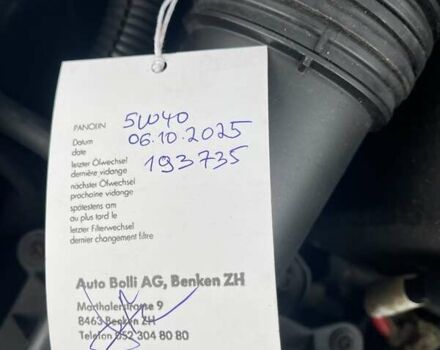 PANOLIN 5W40
Datum
date 06.10.2025
letzter Ölwechsel
dernière vidange 193735
nächster Ölwechsel
prochaine vidange
spätestens am
au plus tard le
letzter Filterwechsel
dernier changement filtre
Auto Bolli AG, Benken ZH
Marthalerstrasse 9
8463 Benken ZH
Telefon 052 304 80 80